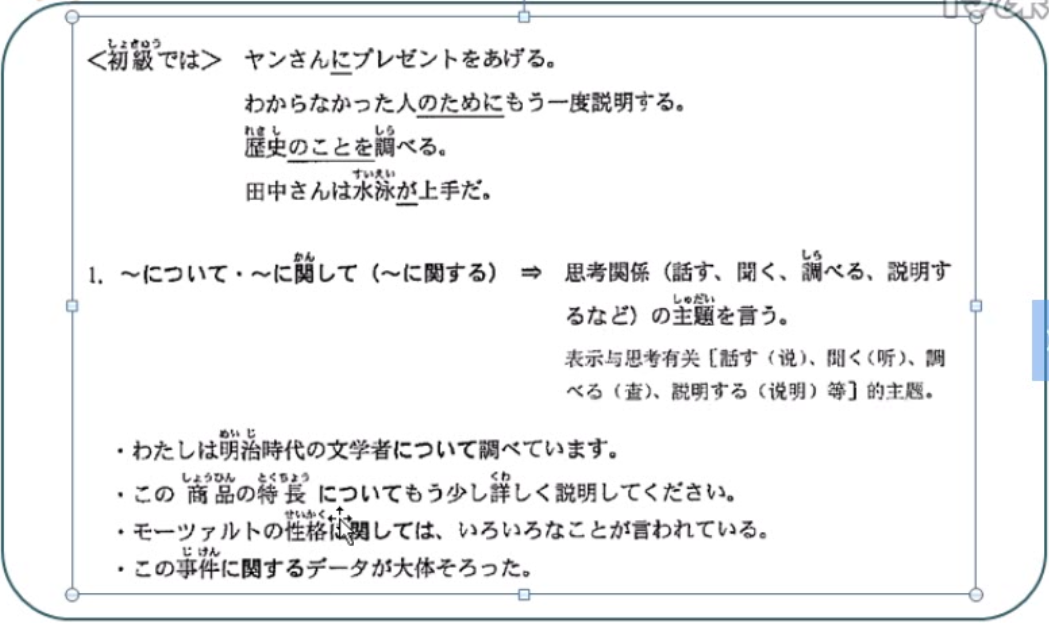 ＜初級では＞　ヤンさんにプレゼントをあげる。
わからなかった人のためにもう一度説明する。
歴史のことを調べる。
田中さんは水泳が上手だ。
1. ～について・～に関して（～に関する）　⇒　思考関係（話す、聞く、調べる、説明す
るなど）の主題を言う。
表示与思考有关［話す（说）、聞く（听）、調
べる（查）、説明する（说明）等］的主题。
・わたしは明治時代の文学者について調べています。
・この商品の特長についてもう少し詳しく説明してください。
・モーツァルトの性格に関しては、いろいろなことが言われている。
・この事件に関するデータが大体そろった。